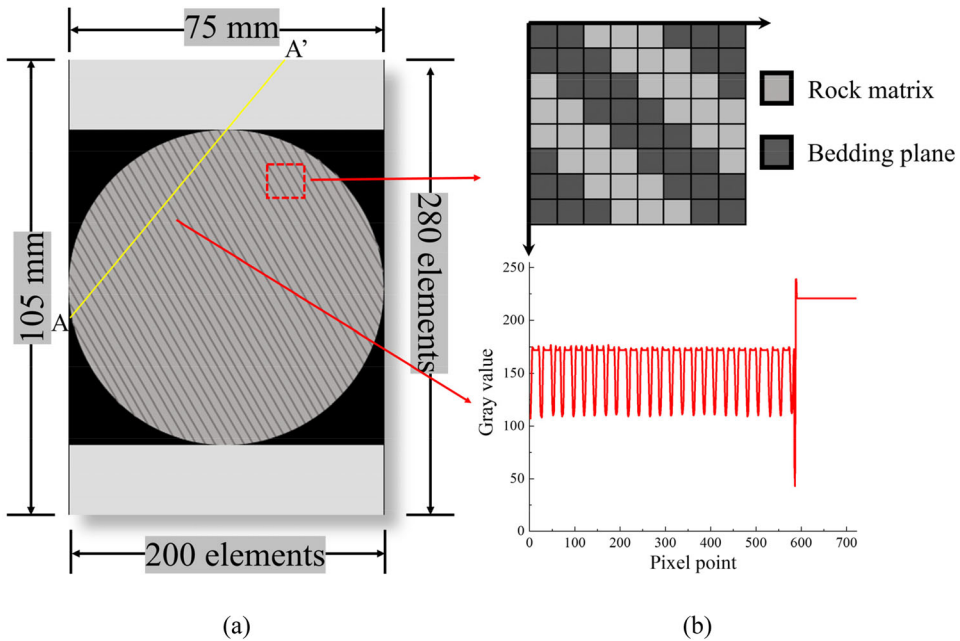 75 mm
A'
A
105 mm
280 elements
200 elements
(a)
Rock matrix
Bedding plane
250
200
150
100
50
0
Gray value
0 100 200 300 400 500 600 700
Pixel point
(b)